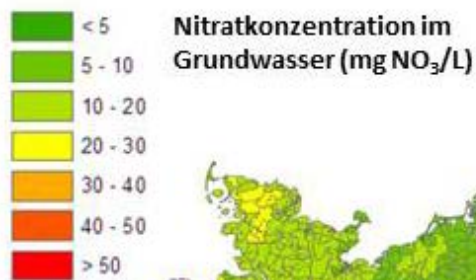 Nitratkonzentration im
Grundwasser (mg NO₃/L)
< 5
5 - 10
10 - 20
20 - 30
30 - 40
40 - 50
> 50